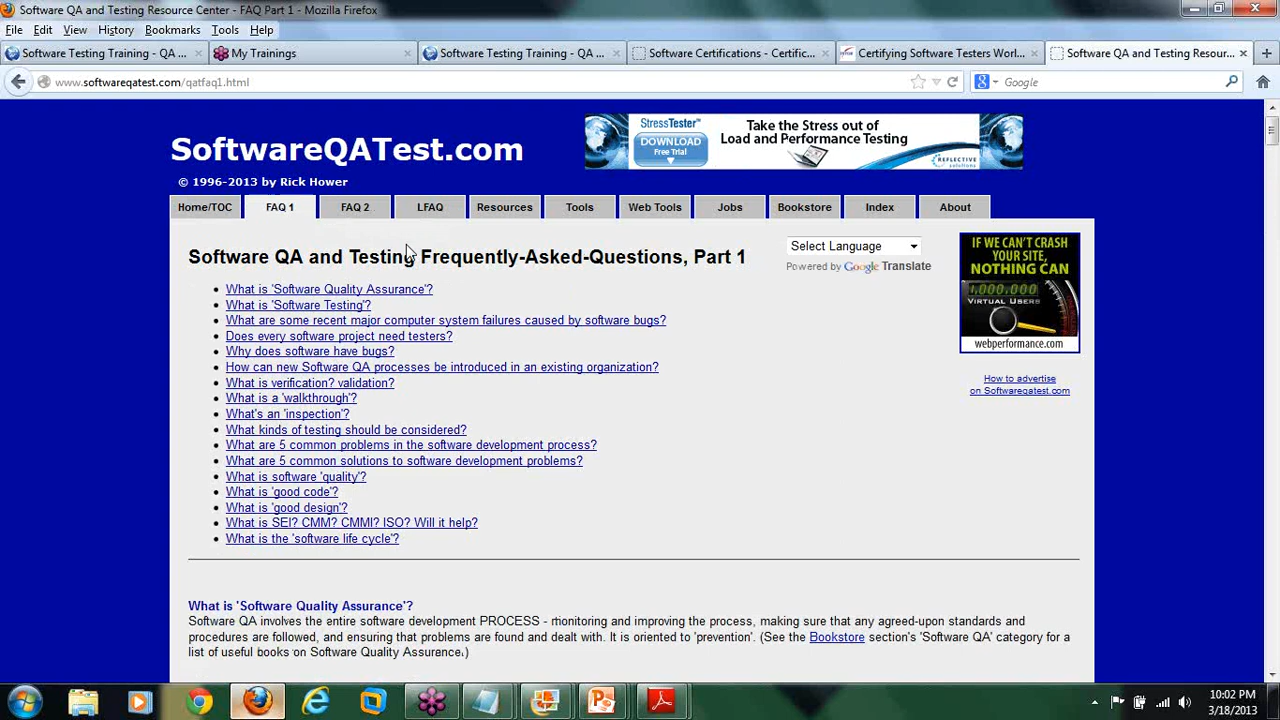 Software QA and Testing Resource Center - FAQ Part 1 - Mozilla Firefox
File Edit View History Bookmarks Tools Help
Software Testing Training - QA ...
My Trainings
Software Testing Training - QA ...
Software Certifications - Certific...
Certifying Software Testers Worl...
Software QA and Testing Resour...
www.softwareqatest.com/qatfaq1.html
Google
SoftwareQATest.com
© 1996-2013 by Rick Hower
StressTester™
DOWNLOAD
Free Trial
Take the Stress out of
Load and Performance Testing
REFLECTIVE
solutions
Home/TOC FAQ 1 FAQ 2 LFAQ Resources Tools Web Tools Jobs Bookstore Index About
Software QA and Testing Frequently-Asked-Questions, Part 1
Select Language
Powered by Google Translate
IF WE CAN'T CRASH
YOUR SITE,
NOTHING CAN
1,000,000
VIRTUAL USERS
webperformance.com
How to advertise
on Softwareqatest.com
What is 'Software Quality Assurance'?
What is 'Software Testing'?
What are some recent major computer system failures caused by software bugs?
Does every software project need testers?
Why does software have bugs?
How can new Software QA processes be introduced in an existing organization?
What is verification? validation?
What is a 'walkthrough'?
What's an 'inspection'?
What kinds of testing should be considered?
What are 5 common problems in the software development process?
What are 5 common solutions to software development problems?
What is software 'quality'?
What is 'good code'?
What is 'good design'?
What is SEI? CMM? CMMI? ISO? Will it help?
What is the 'software life cycle'?
What is 'Software Quality Assurance'?
Software QA involves the entire software development PROCESS - monitoring and improving the process, making sure that any agreed-upon standards and
procedures are followed, and ensuring that problems are found and dealt with. It is oriented to 'prevention'. (See the Bookstore section's 'Software QA' category for a
list of useful books on Software Quality Assurance.)
10:02 PM
3/18/2013